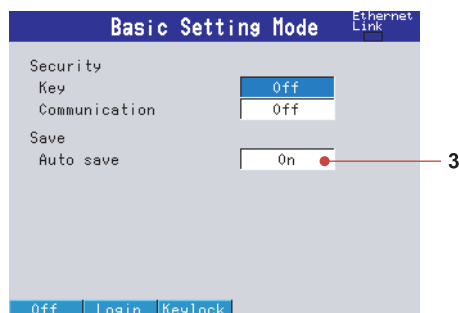 Basic Setting Mode
Ethernet
Link
Security
Key Off
Communication Off
Save
Auto save On
3
Off Login Keylock